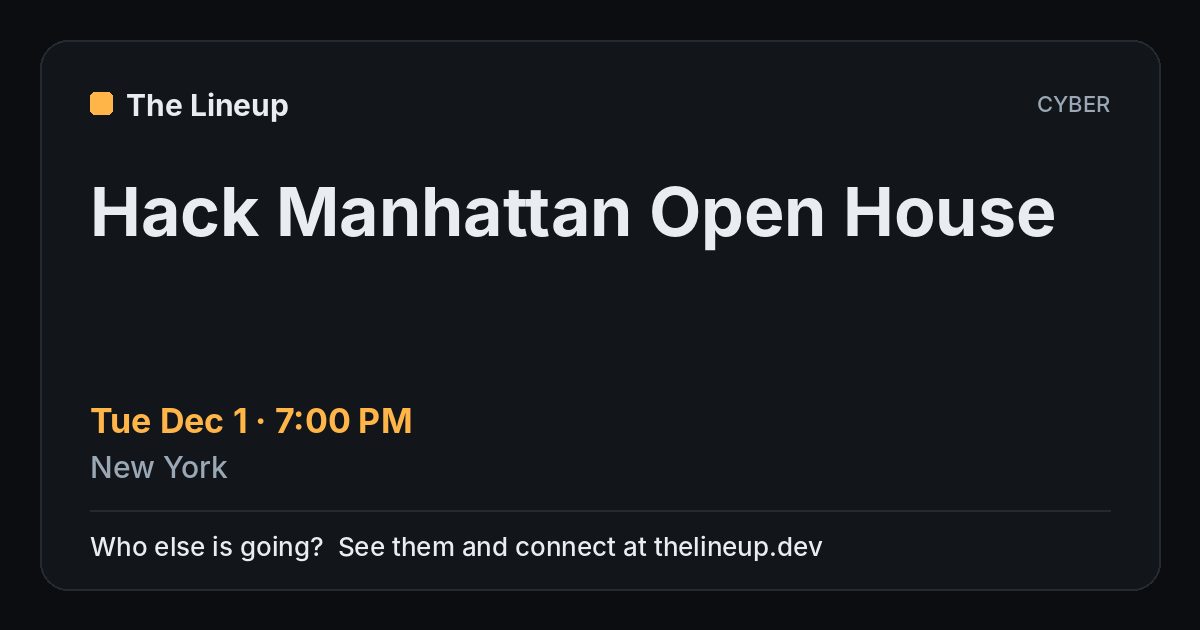 The Lineup
CYBER
Hack Manhattan Open House
Tue Dec 1 · 7:00 PM
New York
Who else is going?  See them and connect at thelineup.dev